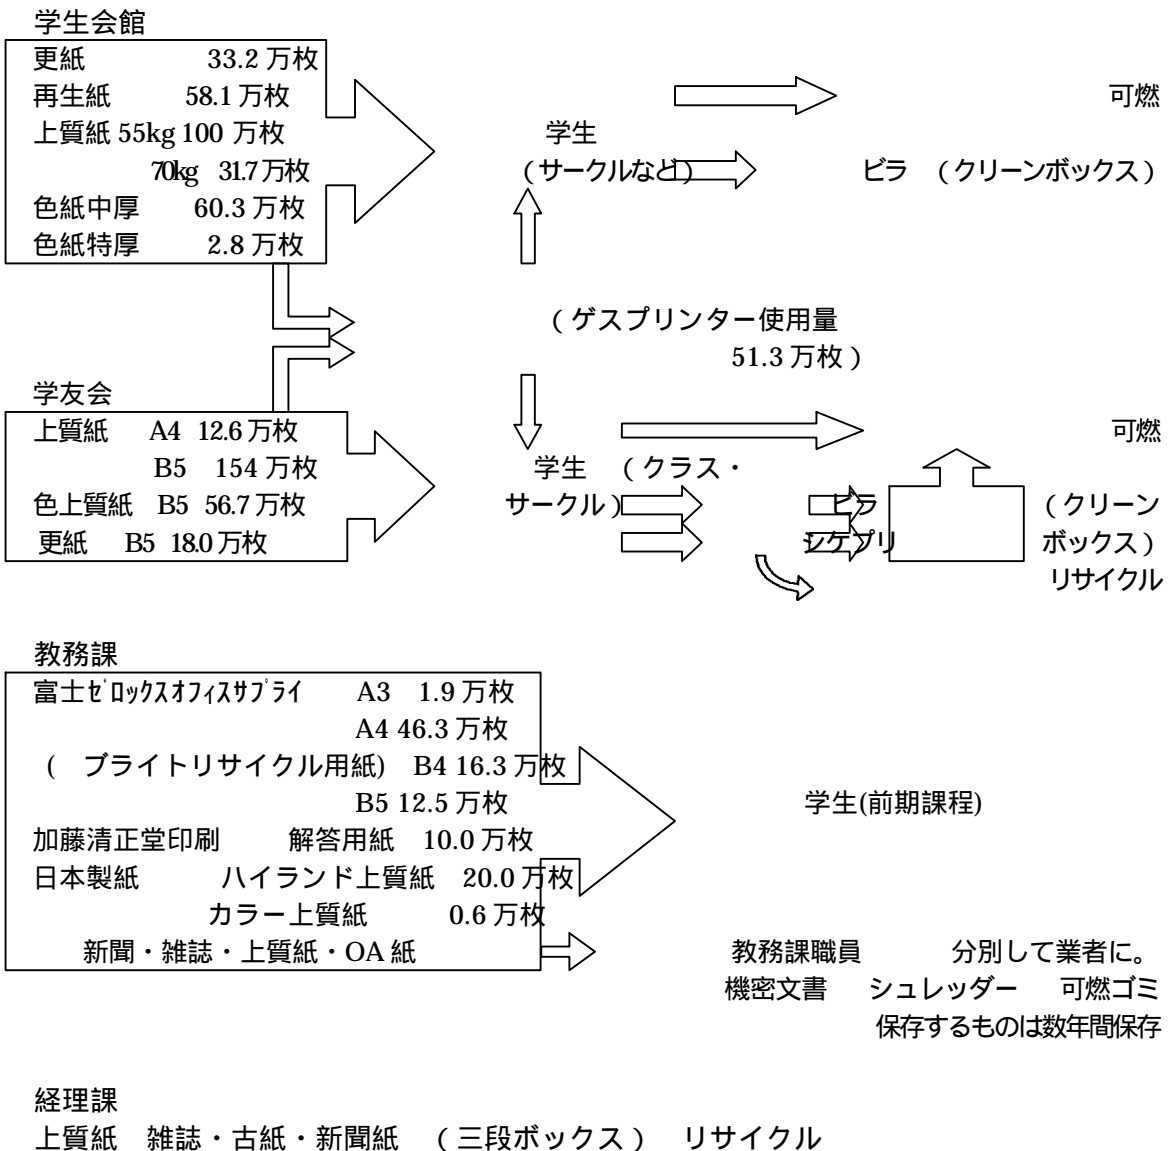 学生会館
更紙 33.2 万枚
再生紙 58.1 万枚
可燃
上質紙 55kg 100 万枚
学生
70kg 31.7 万枚
(サークルなど)
ビラ (クリーンボックス)
色紙中厚 60.3 万枚
色紙特厚 2.8 万枚
(ゲスプリンター使用量
51.3 万枚)
学友会
上質紙 A4 12.6 万枚
可燃
B5 154 万枚
学生 (クラス・
色上質紙 B5 56.7 万枚
サークル)
ビラ
(クリーン
更紙 B5 18.0 万枚
シケプリ
ボックス)
リサイクル
教務課
富士ゼロックスオフィスサプライ A3 1.9 万枚
A4 46.3 万枚
( ブライトリサイクル用紙) B4 16.3 万枚
B5 12.5 万枚
学生(前期課程)
加藤清正堂印刷 解答用紙 10.0 万枚
日本製紙 ハイランド上質紙 20.0 万枚
カラー上質紙 0.6 万枚
新聞・雑誌・上質紙・OA 紙
教務課職員 分別して業者に。
機密文書 シュレッダー 可燃ゴミ
保存するものは数年間保存
経理課
上質紙 雑誌・古紙・新聞紙 (三段ボックス) リサイクル